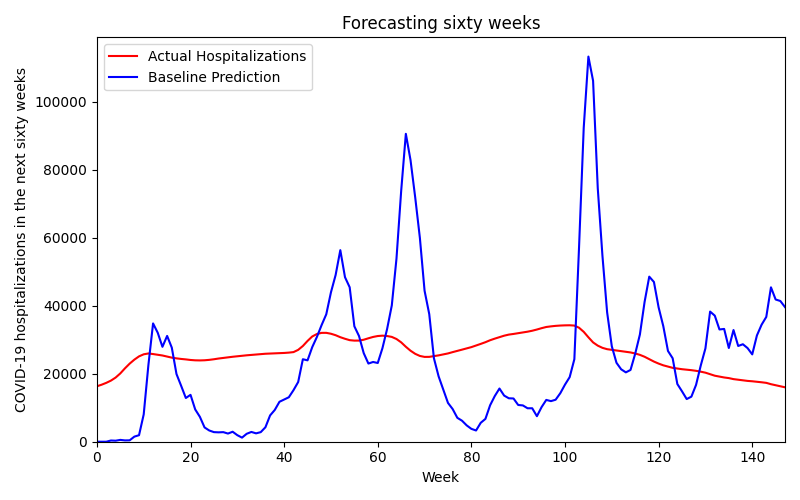 Forecasting sixty weeks
Actual Hospitalizations
Baseline Prediction
COVID-19 hospitalizations in the next sixty weeks
100000
80000
60000
40000
20000
0
0 20 40 60 80 100 120 140
Week